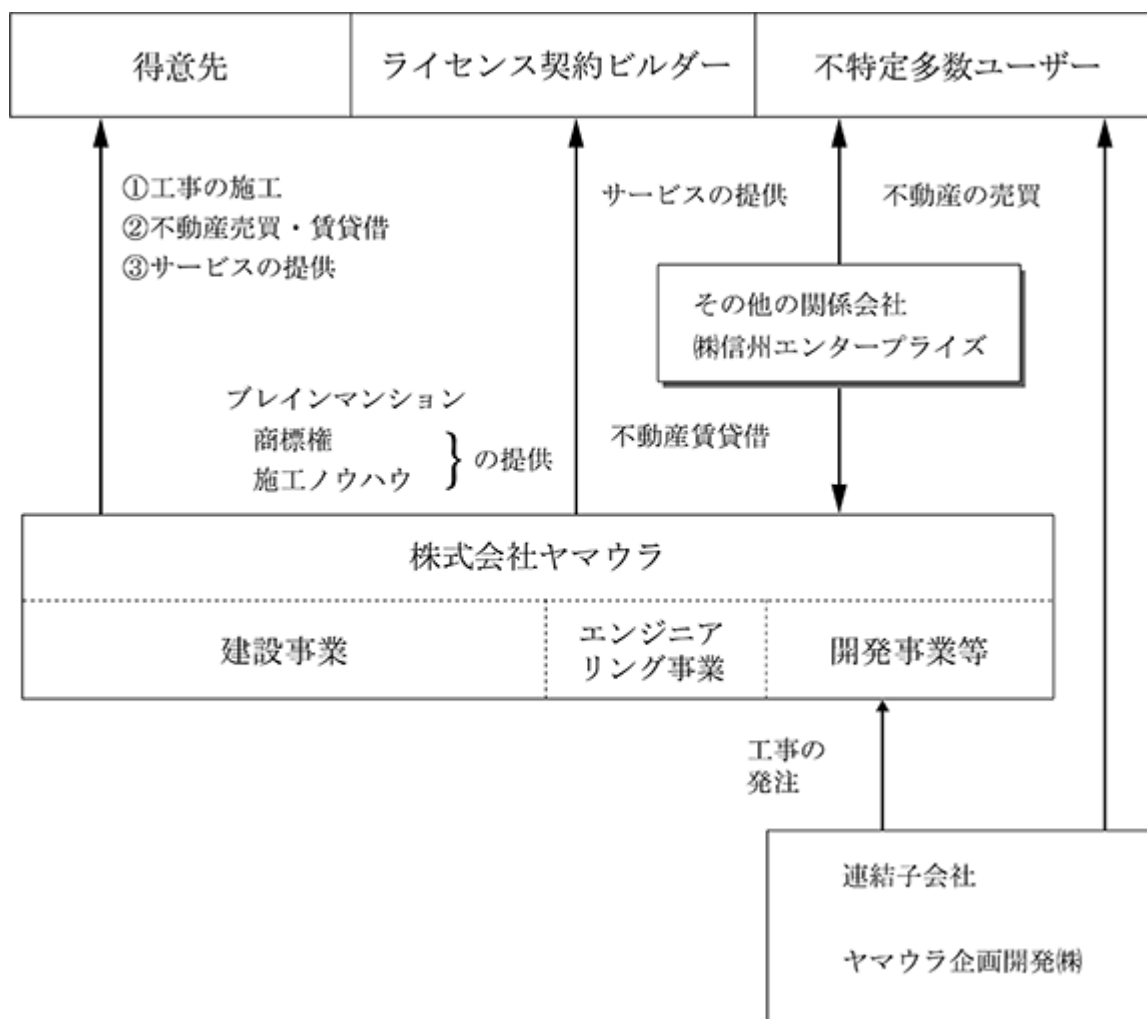 得意先
ライセンス契約ビルダー
不特定多数ユーザー
①工事の施工
②不動産売買・賃貸借
③サービスの提供
サービスの提供
不動産の売買
その他の関係会社
㈱信州エンタープライズ
ブレインマンション
商標権
施工ノウハウ
} の提供
不動産賃貸借
株式会社ヤマウラ
建設事業
エンジニア
リング事業
開発事業等
工事の
発注
連結子会社
ヤマウラ企画開発㈱